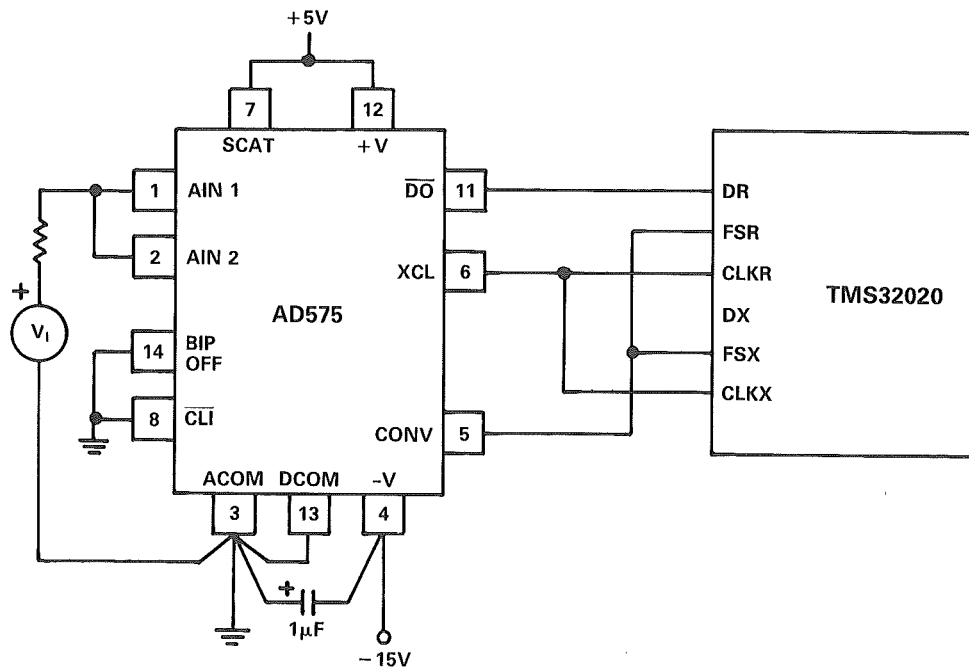 +5V
7
12
SCAT
+V
1
AIN 1
DO
11
DR
FSR
2
AIN 2
XCL
6
CLKR
TMS32020
AD575
DX
+
VI
14
BIP
OFF
FSX
8
CLI
CLKX
CONV
5
ACOM
DCOM
-V
3
13
4
+
1µF
-15V